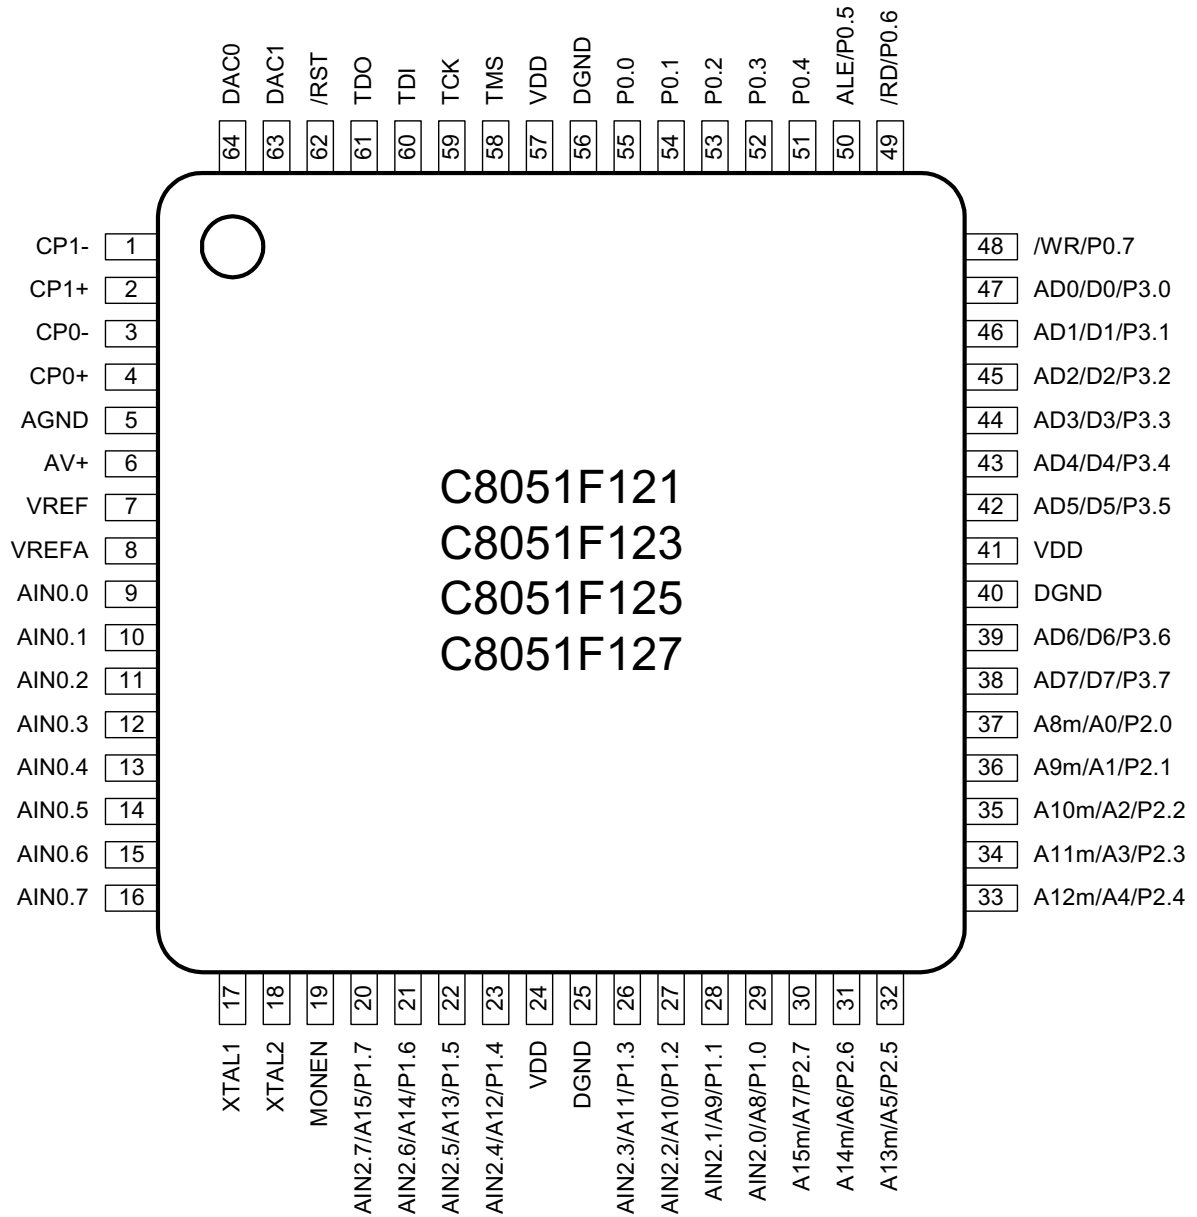 DAC0
DAC1
/RST
TDO
TDI
TCK
TMS
VDD
DGND
P0.0
P0.1
P0.2
P0.3
P0.4
ALE/P0.5
/RD/P0.6
64
63
62
61
60
59
58
57
56
55
54
53
52
51
50
49
CP1- 1
CP1+ 2
CP0- 3
CP0+ 4
AGND 5
AV+ 6
VREF 7
VREFA 8
AIN0.0 9
AIN0.1 10
AIN0.2 11
AIN0.3 12
AIN0.4 13
AIN0.5 14
AIN0.6 15
AIN0.7 16
C8051F121
C8051F123
C8051F125
C8051F127
48 /WR/P0.7
47 AD0/D0/P3.0
46 AD1/D1/P3.1
45 AD2/D2/P3.2
44 AD3/D3/P3.3
43 AD4/D4/P3.4
42 AD5/D5/P3.5
41 VDD
40 DGND
39 AD6/D6/P3.6
38 AD7/D7/P3.7
37 A8m/A0/P2.0
36 A9m/A1/P2.1
35 A10m/A2/P2.2
34 A11m/A3/P2.3
33 A12m/A4/P2.4
17
18
19
20
21
22
23
24
25
26
27
28
29
30
31
32
XTAL1
XTAL2
MONEN
AIN2.7/A15/P1.7
AIN2.6/A14/P1.6
AIN2.5/A13/P1.5
AIN2.4/A12/P1.4
VDD
DGND
AIN2.3/A11/P1.3
AIN2.2/A10/P1.2
AIN2.1/A9/P1.1
AIN2.0/A8/P1.0
A15m/A7/P2.7
A14m/A6/P2.6
A13m/A5/P2.5